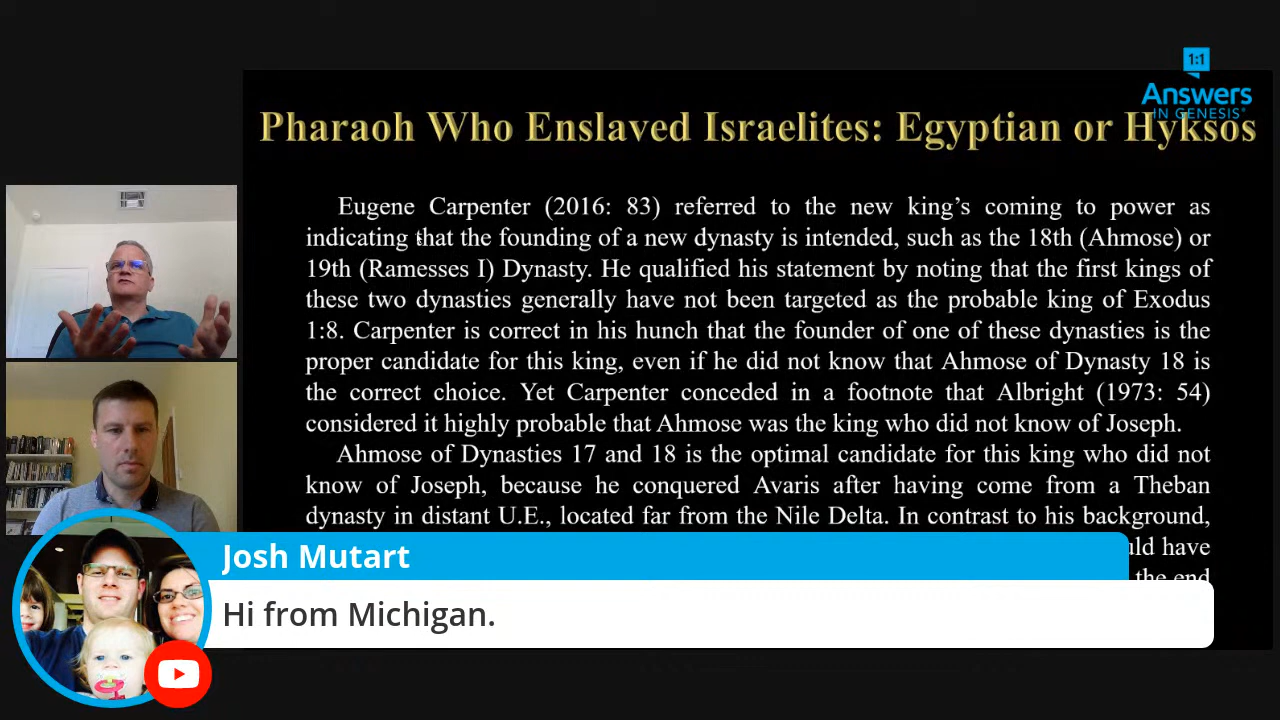 1:1
Answers
IN GENESIS
Pharaoh Who Enslaved Israelites: Egyptian or Hyksos
Eugene Carpenter (2016: 83) referred to the new king’s coming to power as
indicating that the founding of a new dynasty is intended, such as the 18th (Ahmose) or
19th (Ramesses I) Dynasty. He qualified his statement by noting that the first kings of
these two dynasties generally have not been targeted as the probable king of Exodus
1:8. Carpenter is correct in his hunch that the founder of one of these dynasties is the
proper candidate for this king, even if he did not know that Ahmose of Dynasty 18 is
the correct choice. Yet Carpenter conceded in a footnote that Albright (1973: 54)
considered it highly probable that Ahmose was the king who did not know of Joseph.
Ahmose of Dynasties 17 and 18 is the optimal candidate for this king who did not
know of Joseph, because he conquered Avaris after having come from a Theban
dynasty in distant U.E., located far from the Nile Delta. In contrast to his background,
have
the end
Josh Mutart
Hi from Michigan.